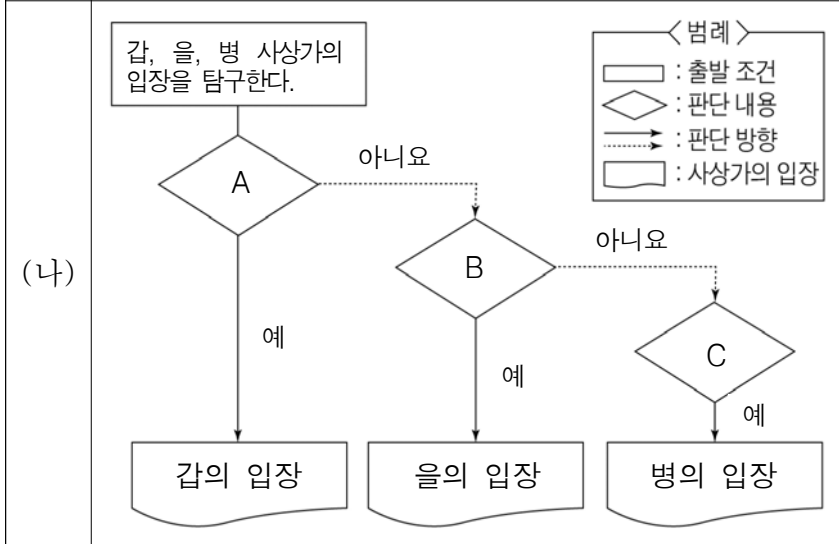 갑, 을, 병 사상가의
입장을 탐구한다.
범례
: 출발 조건
: 판단 내용
: 판단 방향
: 사상가의 입장
A
아니요
B
아니요
(나)
예
C
예
예
갑의 입장
을의 입장
병의 입장